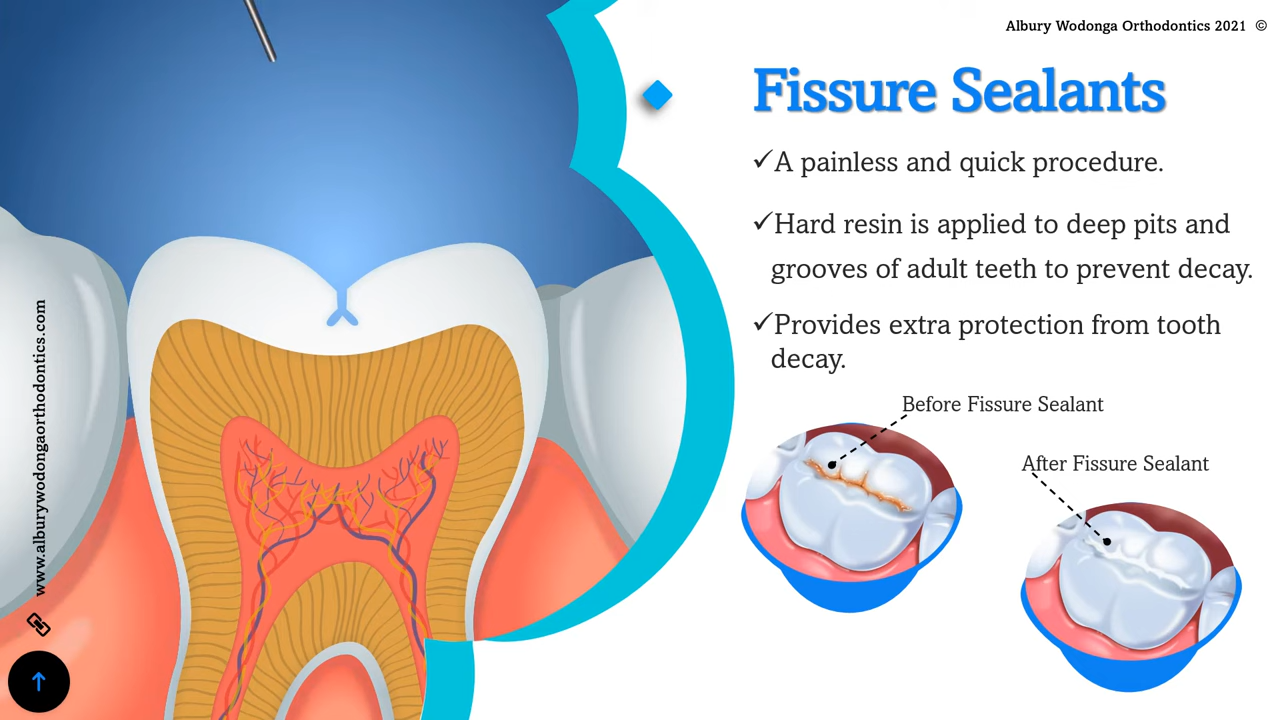 Albury Wodonga Orthodontics 2021 ©
Fissure Sealants
✓A painless and quick procedure.
✓Hard resin is applied to deep pits and
grooves of adult teeth to prevent decay.
✓Provides extra protection from tooth
decay.
Before Fissure Sealant
After Fissure Sealant
www.alburywodongaorthodontics.com